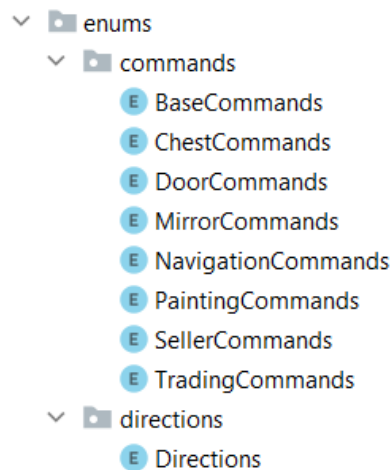 enums
commands
E BaseCommands
E ChestCommands
E DoorCommands
E MirrorCommands
E NavigationCommands
E PaintingCommands
E SellerCommands
E TradingCommands
directions
E Directions